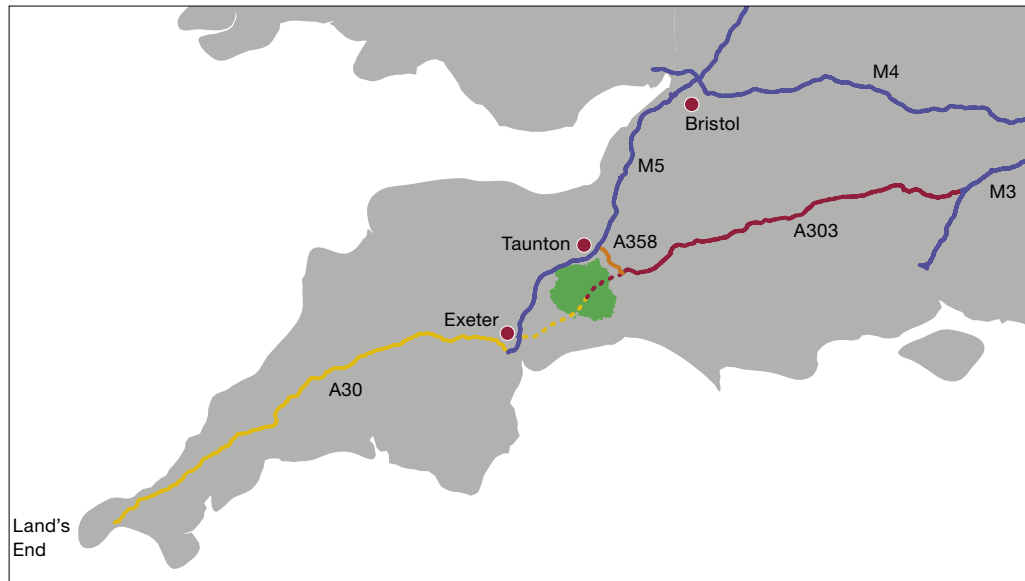 M4
Bristol
M5
M3
A303
A358
Taunton
Exeter
A30
Land's
End